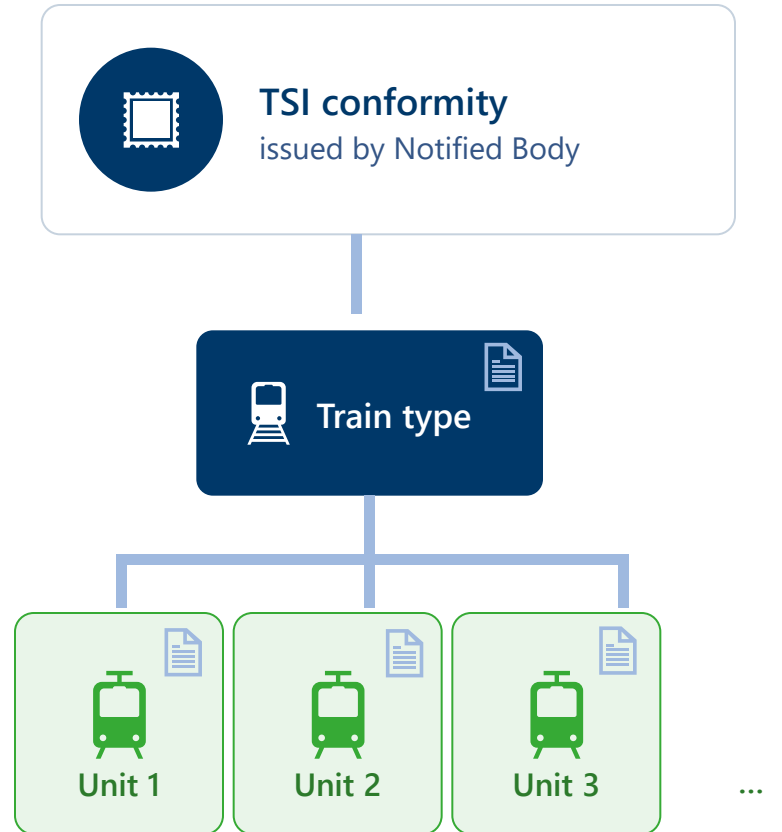 TSI conformity
issued by Notified Body
Train type
Unit 1
Unit 2
Unit 3
...